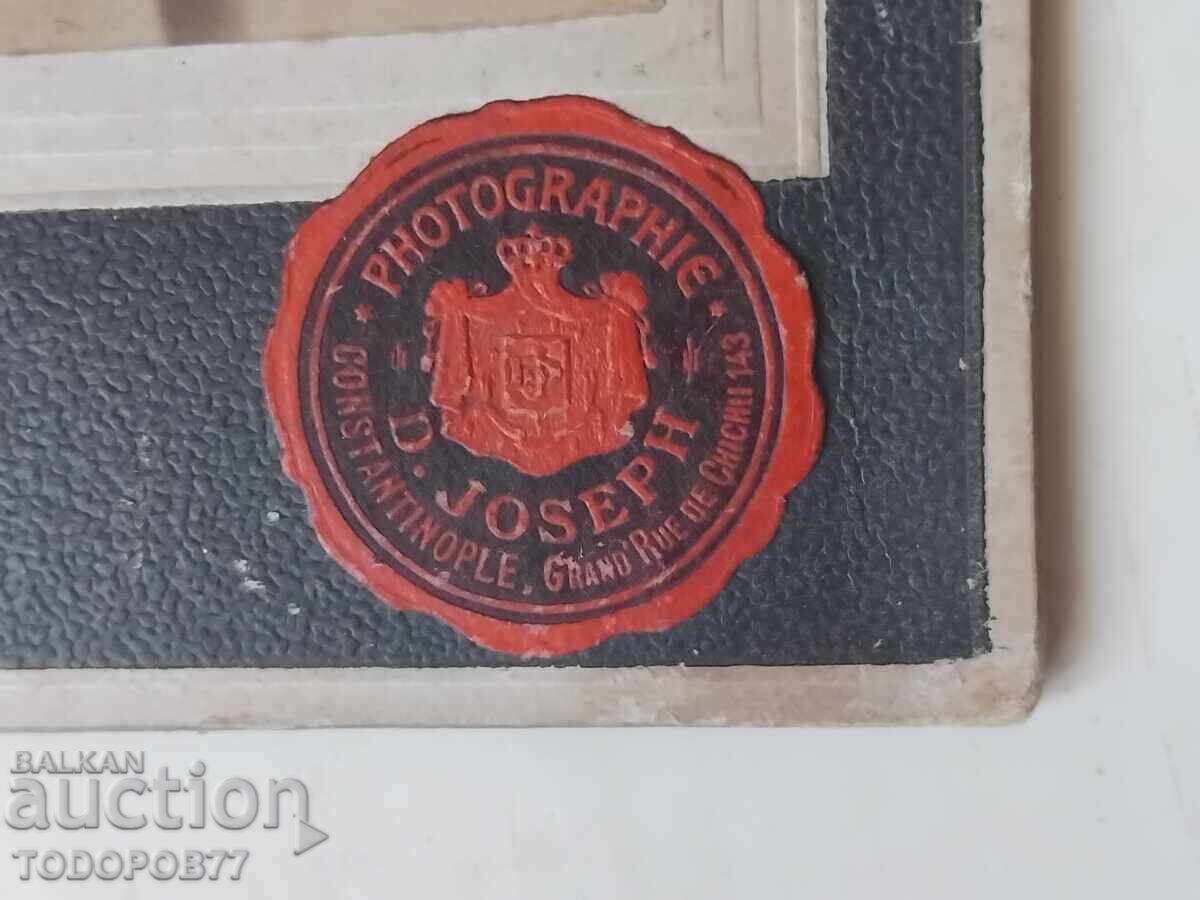 PHOTOGRAPHIE
D. JOSEPH
CONSTANTINOPLE, GRAND' RUE DE CHICHLI 143
BALKAN
auction
TODOPOB77